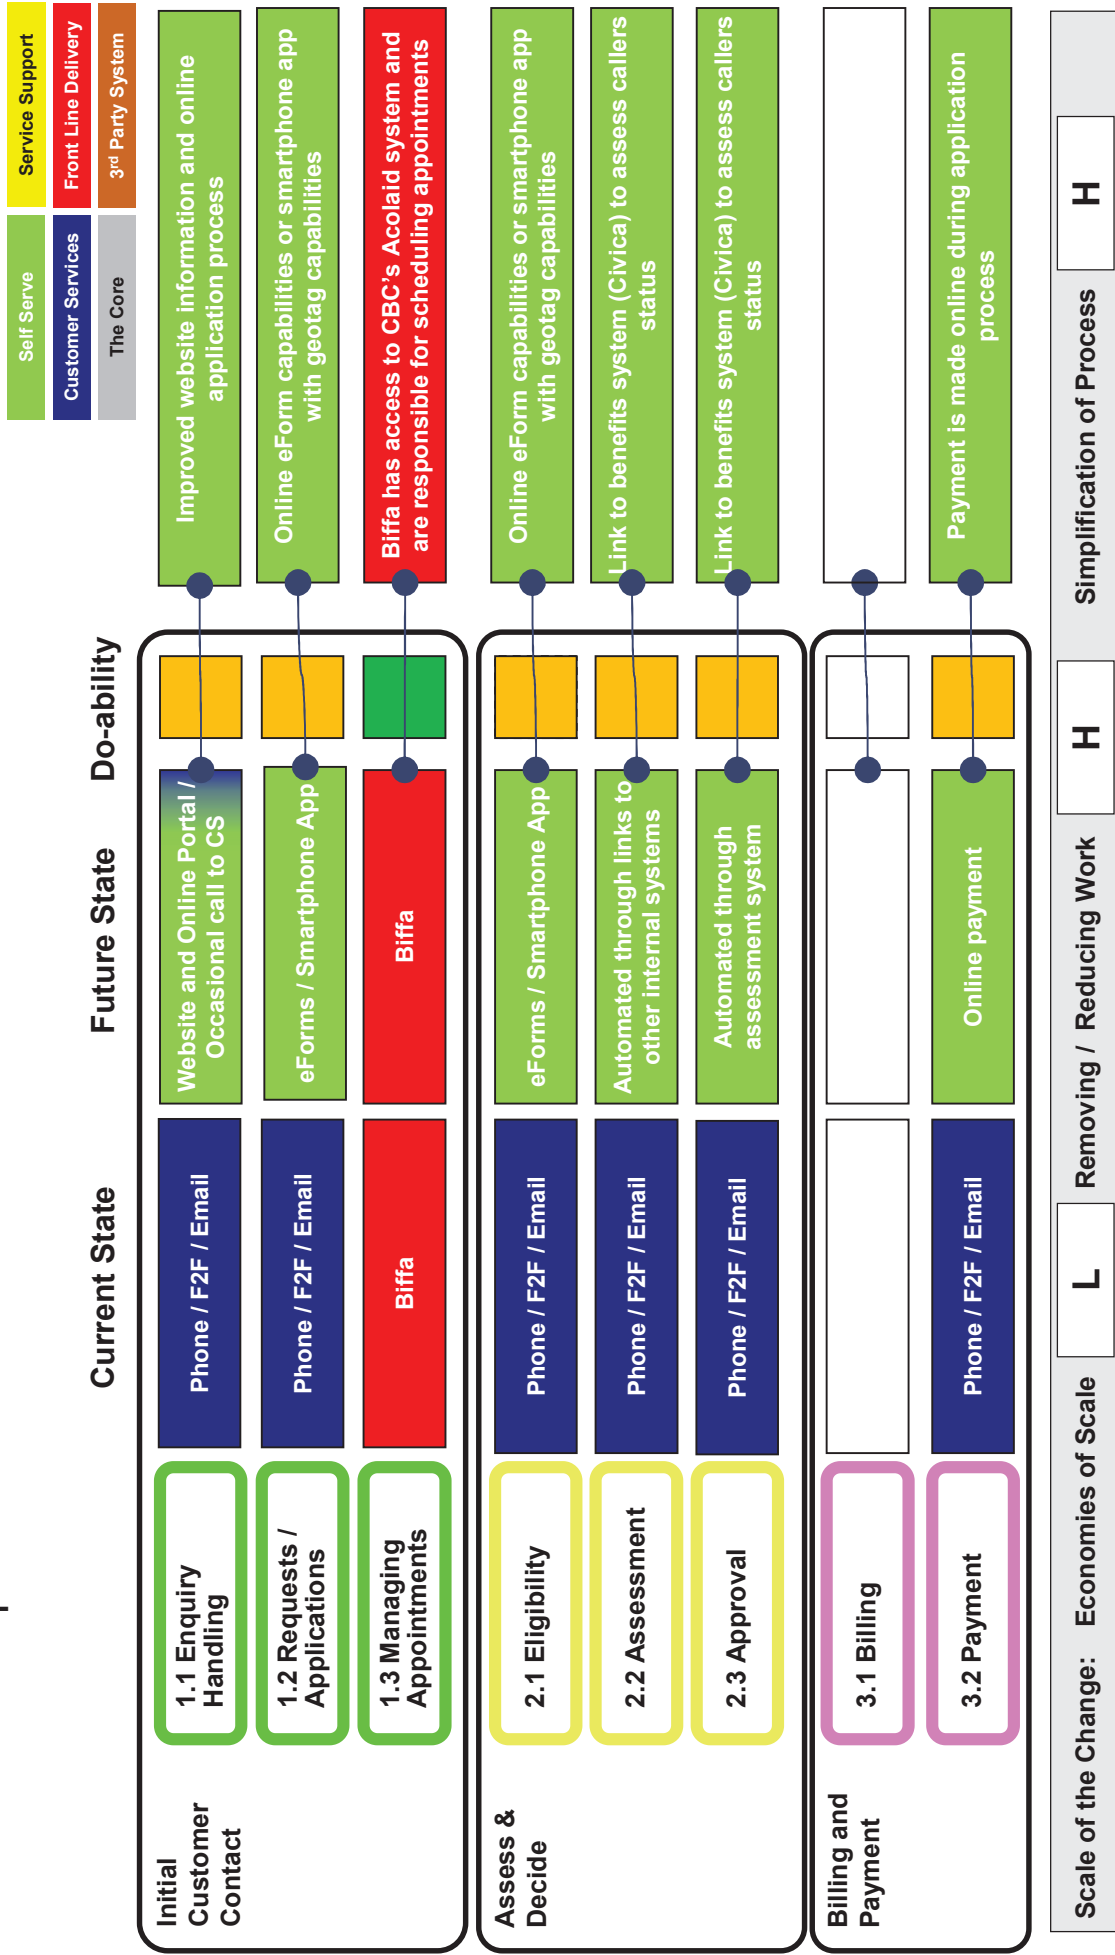 Self Serve
Service Support
Customer Services
Front Line Delivery
The Core
3rd Party System
Current State
Future State
Do-ability
Initial
Customer
Contact
1.1 Enquiry
Handling
Phone / F2F / Email
Website and Online Portal /
Occasional call to CS
Improved website information and online
application process
1.2 Requests /
Applications
Phone / F2F / Email
eForms / Smartphone App
Online eForm capabilities or smartphone app
with geotag capabilities
1.3 Managing
Appointments
Biffa
Biffa
Biffa has access to CBC's Acolaid system and
are responsible for scheduling appointments
Assess &
Decide
2.1 Eligibility
Phone / F2F / Email
eForms / Smartphone App
Online eForm capabilities or smartphone app
with geotag capabilities
2.2 Assessment
Phone / F2F / Email
Automated through links to
other internal systems
Link to benefits system (Civica) to assess callers
status
2.3 Approval
Phone / F2F / Email
Automated through
assessment system
Link to benefits system (Civica) to assess callers
status
Billing and
Payment
3.1 Billing
3.2 Payment
Phone / F2F / Email
Online payment
Payment is made online during application
process
Scale of the Change: Economies of Scale L Removing / Reducing Work H Simplification of Process H